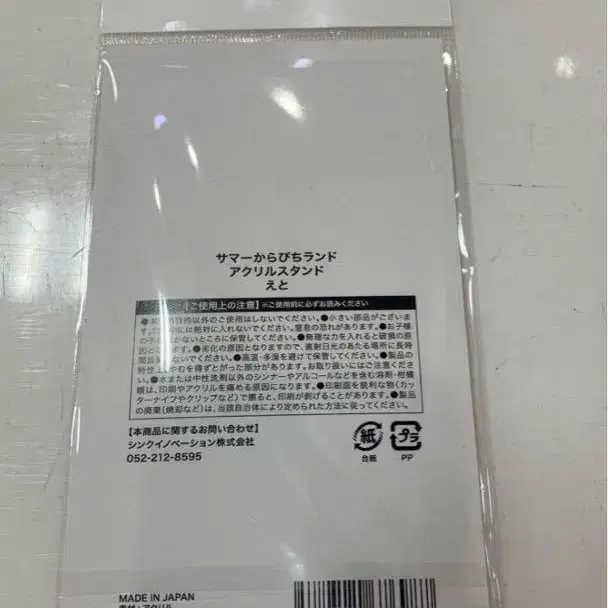 サマーからぴちランド
アクリルスタンド
えと
【ご使用上の注意】※ご使用前に必ずお読みください
以外のご使用はしないでください。●小さい部品がございま
には絶対に入れないでください。窒息の恐れがあります。●お子様
の手の かないところに保管してください。●無理な力を入れると破損の原
因と ます。●劣化の原因となりますので、直射日光のあたる場所に長時
間放 しないでください。●高温・多湿を避けて保管してください。●製品の
特性上 やむを得ずとがった部分があります。お取り扱いにはご注意くださ
い。●水または中性洗剤以外のシンナーやアルコールなどを含む溶剤・柑橘
類は、印刷やアクリルを痛める原因になります。●印刷面を鋭利な物(カッ
ターナイフやクリップなど)で擦ると、印刷が剥げることがあります。●製品
の廃棄(焼却など)は、当該自治体により定められた方法に従ってください。
【本商品に関するお問い合わせ】
シンクイノベーション株式会社
052-212-8595
紙
台紙
プラ
PP
MADE IN JAPAN
素材:アクリル